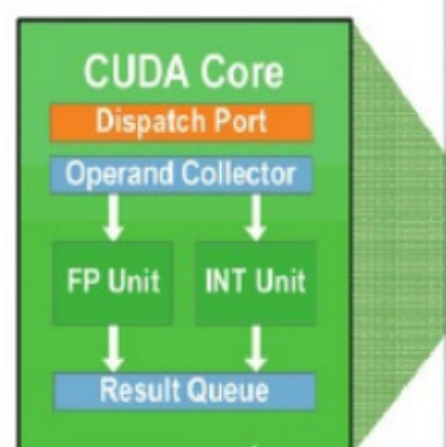 CUDA Core
Dispatch Port
Operand Collector
FP Unit INT Unit
Result Queue